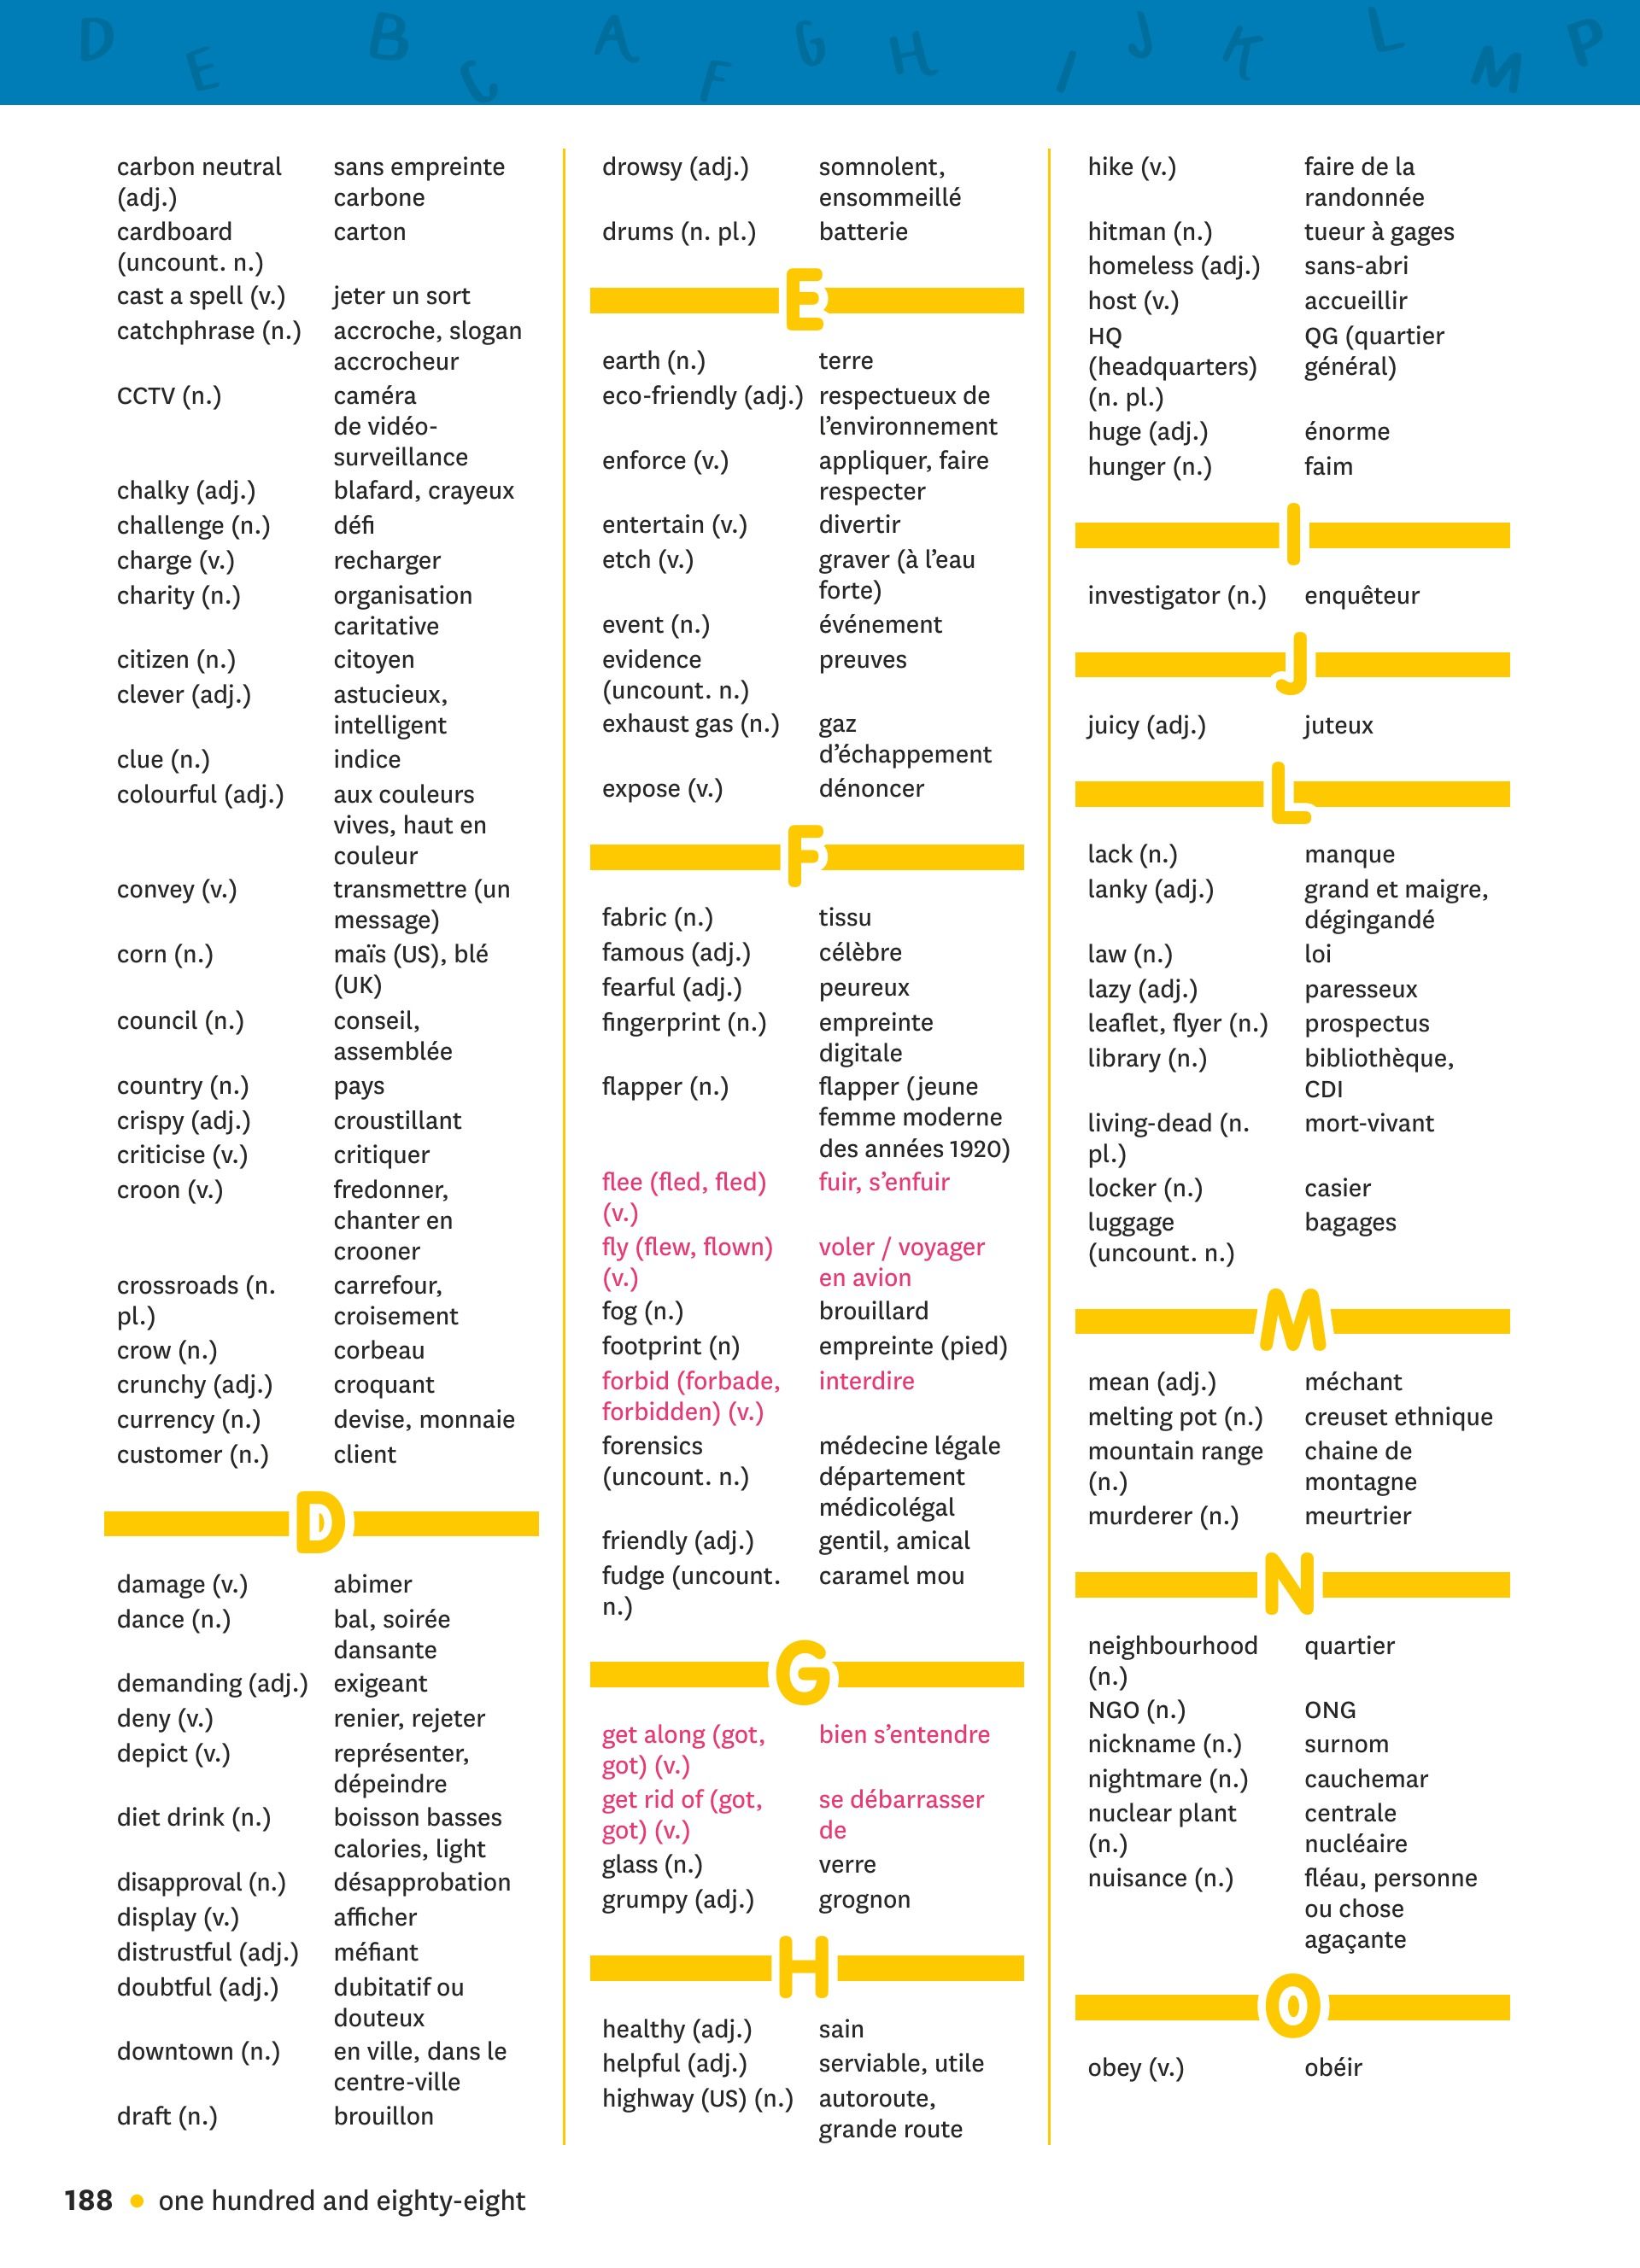 D E B C A F G H I J K L M P
carbon neutral sans empreinte
(adj.) carbone
cardboard carton
(uncount. n.)
cast a spell (v.) jeter un sort
catchphrase (n.) accroche, slogan
accrocheur
CCTV (n.) caméra
de vidéo-
surveillance
chalky (adj.) blafard, crayeux
challenge (n.) défi
charge (v.) recharger
charity (n.) organisation
caritative
citizen (n.) citoyen
clever (adj.) astucieux,
intelligent
clue (n.) indice
colourful (adj.) aux couleurs
vives, haut en
couleur
convey (v.) transmettre (un
message)
corn (n.) maïs (US), blé
(UK)
council (n.) conseil,
assemblée
country (n.) pays
crispy (adj.) croustillant
criticise (v.) critiquer
croon (v.) fredonner,
chanter en
crooner
crossroads (n. carrefour,
pl.) croisement
crow (n.) corbeau
crunchy (adj.) croquant
currency (n.) devise, monnaie
customer (n.) client
D
damage (v.) abimer
dance (n.) bal, soirée
dansante
demanding (adj.) exigeant
deny (v.) renier, rejeter
depict (v.) représenter,
dépeindre
diet drink (n.) boisson basses
calories, light
disapproval (n.) désapprobation
display (v.) afficher
distrustful (adj.) méfiant
doubtful (adj.) dubitatif ou
douteux
downtown (n.) en ville, dans le
centre-ville
draft (n.) brouillon
drowsy (adj.) somnolent,
ensommeillé
drums (n. pl.) batterie
E
earth (n.) terre
eco-friendly (adj.) respectueux de
l’environnement
enforce (v.) appliquer, faire
respecter
entertain (v.) divertir
etch (v.) graver (à l’eau
forte)
event (n.) événement
evidence preuves
(uncount. n.)
exhaust gas (n.) gaz
d’échappement
expose (v.) dénoncer
F
fabric (n.) tissu
famous (adj.) célèbre
fearful (adj.) peureux
fingerprint (n.) empreinte
digitale
flapper (n.) flapper (jeune
femme moderne
des années 1920)
flee (fled, fled) fuir, s’enfuir
(v.)
fly (flew, flown) voler / voyager
(v.) en avion
fog (n.) brouillard
footprint (n) empreinte (pied)
forbid (forbade, interdire
forbidden) (v.)
forensics médecine légale
(uncount. n.) département
médicolégal
friendly (adj.) gentil, amical
fudge (uncount. caramel mou
n.)
G
get along (got, bien s’entendre
got) (v.)
get rid of (got, se débarrasser
got) (v.) de
glass (n.) verre
grumpy (adj.) grognon
H
healthy (adj.) sain
helpful (adj.) serviable, utile
highway (US) (n.) autoroute,
grande route
hike (v.) faire de la
randonnée
hitman (n.) tueur à gages
homeless (adj.) sans-abri
host (v.) accueillir
HQ QG (quartier
(headquarters) général)
(n. pl.)
huge (adj.) énorme
hunger (n.) faim
I
investigator (n.) enquêteur
J
juicy (adj.) juteux
L
lack (n.) manque
lanky (adj.) grand et maigre,
dégingandé
law (n.) loi
lazy (adj.) paresseux
leaflet, flyer (n.) prospectus
library (n.) bibliothèque,
CDI
living-dead (n. mort-vivant
pl.)
locker (n.) casier
luggage bagages
(uncount. n.)
M
mean (adj.) méchant
melting pot (n.) creuset ethnique
mountain range chaine de
(n.) montagne
murderer (n.) meurtrier
N
neighbourhood quartier
(n.)
NGO (n.) ONG
nickname (n.) surnom
nightmare (n.) cauchemar
nuclear plant centrale
(n.) nucléaire
nuisance (n.) fléau, personne
ou chose
agaçante
O
obey (v.) obéir
188 • one hundred and eighty-eight